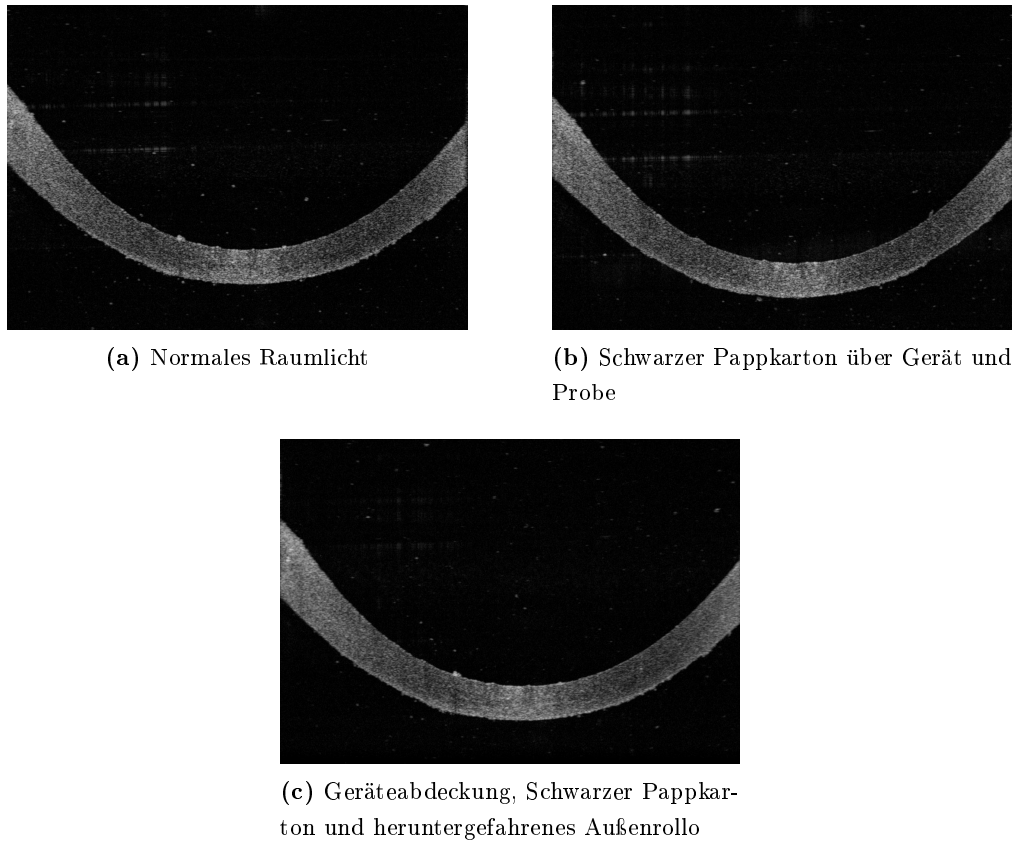 (a) Normales Raumlicht
(b) Schwarzer Pappkarton über Gerät und
Probe
(c) Geräteabdeckung, Schwarzer Pappkar-
ton und heruntergefahrenes Außenrollo